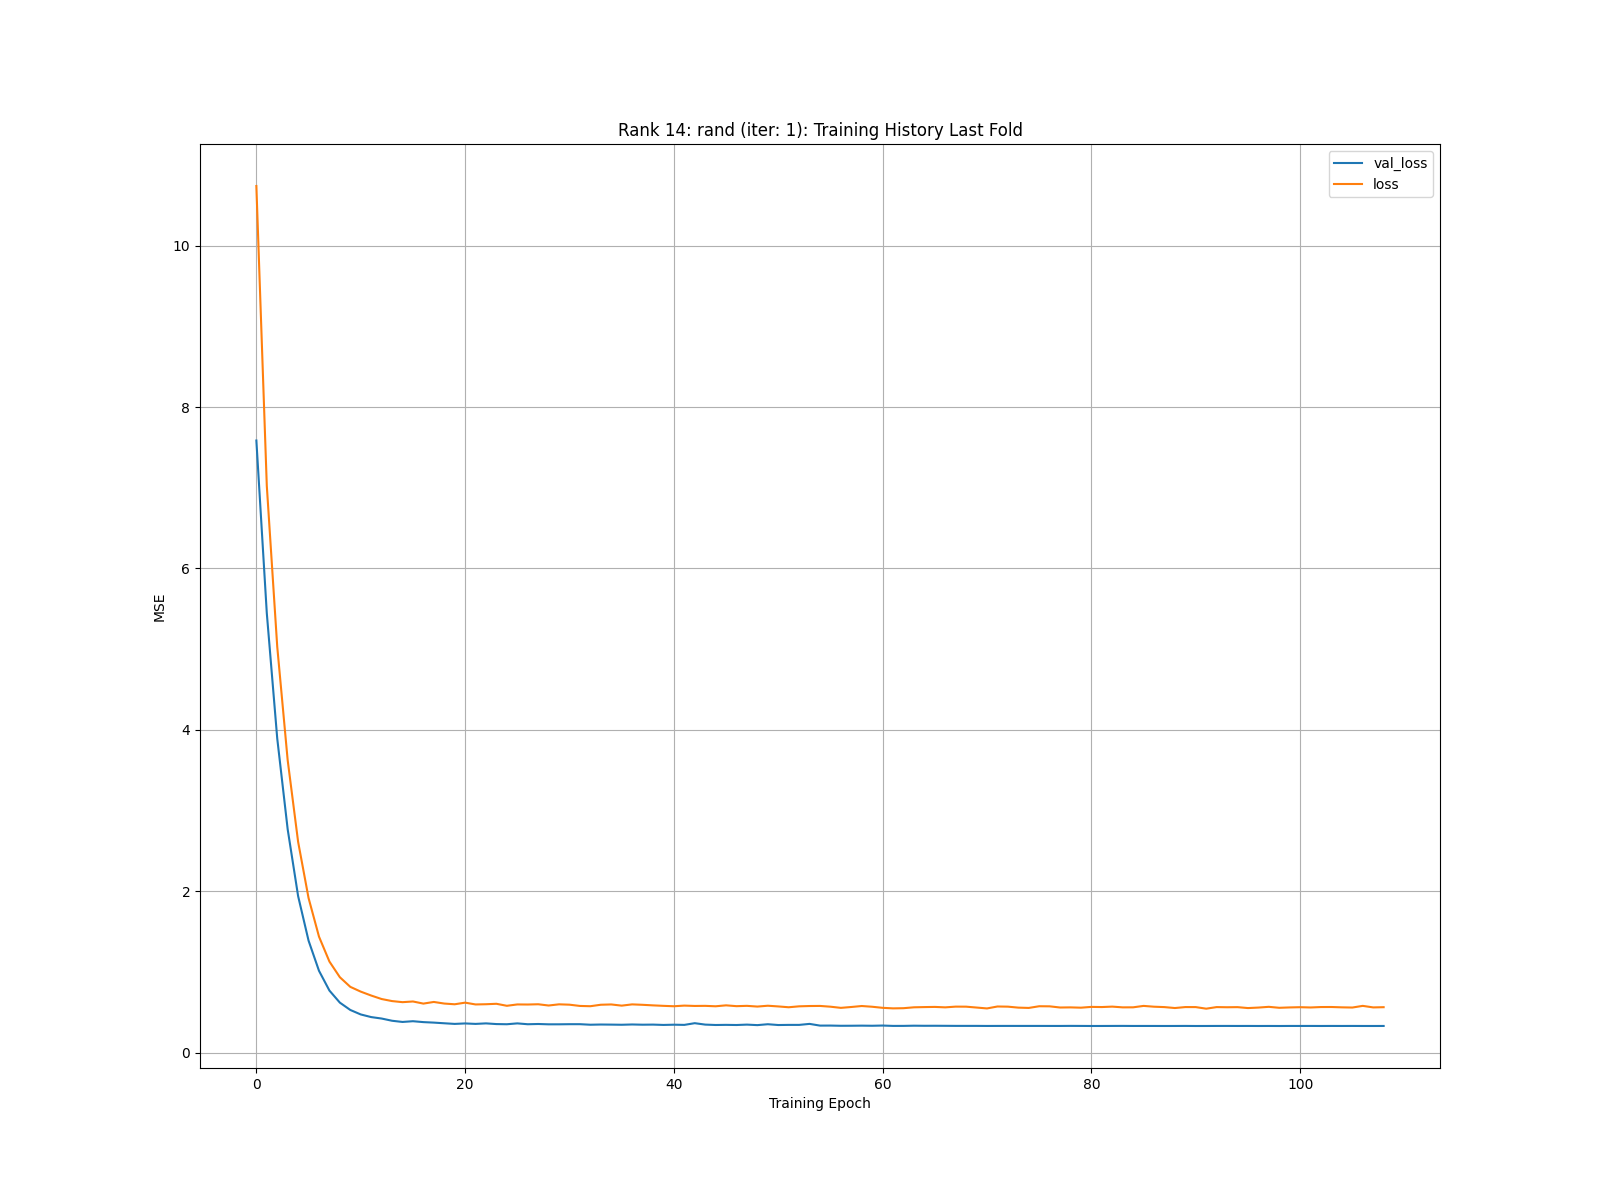 Rank 14: rand (iter: 1): Training History Last Fold
val_loss
loss
10
8
6
4
2
0
MSE
0 20 40 60 80 100
Training Epoch